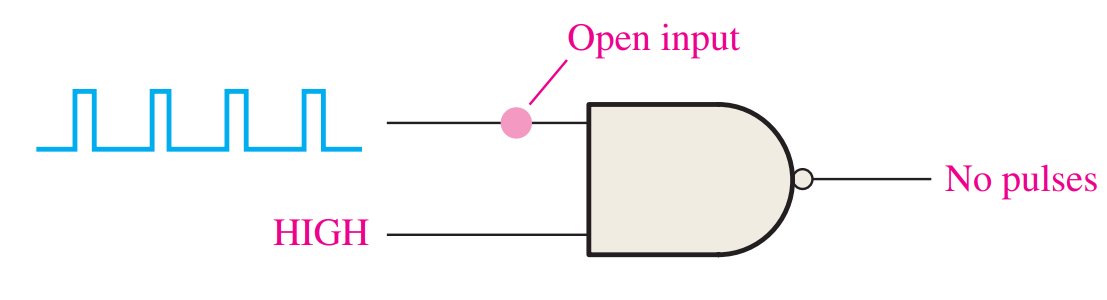 Open input
No pulses
HIGH